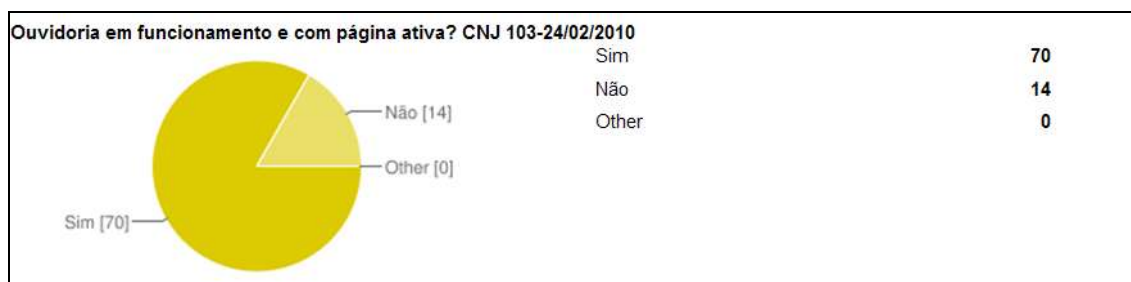 Ouvidoria em funcionamento e com página ativa? CNJ 103-24/02/2010
Sim 70
Não 14
Other 0
Não [14]
Other [0]
Sim [70]